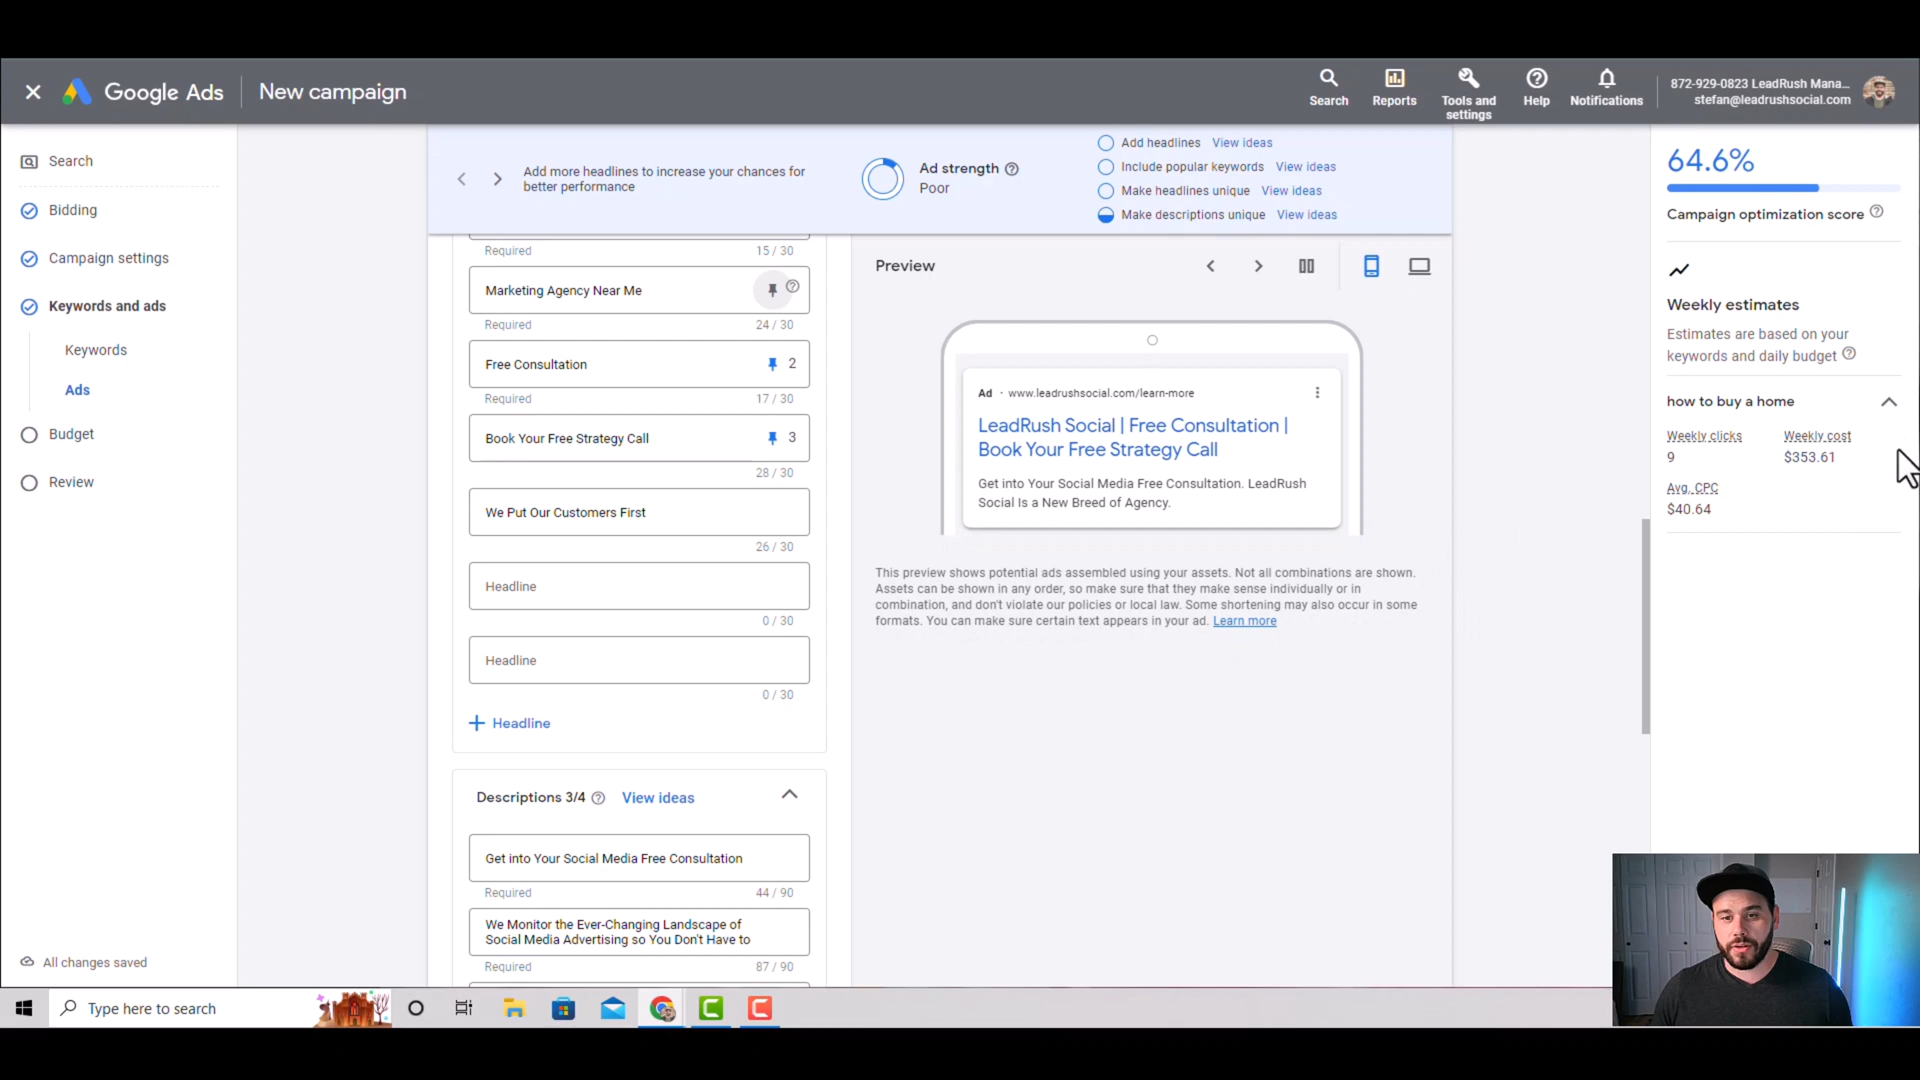 Google Ads
New campaign
Search
Reports
Tools and
settings
Help
Notifications
872-929-0823 LeadRush Mana...
stefan@leadrushsocial.com
Search
Bidding
Campaign settings
Keywords and ads
Keywords
Ads
Budget
Review
All changes saved
Add more headlines to increase your chances for
better performance
Ad strength
Poor
Add headlines View ideas
Include popular keywords View ideas
Make headlines unique View ideas
Make descriptions unique View ideas
Required 15 / 30
Marketing Agency Near Me
Required 24 / 30
Free Consultation 2
Required 17 / 30
Book Your Free Strategy Call 3
28 / 30
We Put Our Customers First
26 / 30
Headline
0 / 30
Headline
0 / 30
Headline
Descriptions 3/4 View ideas
Get into Your Social Media Free Consultation
Required 44 / 90
We Monitor the Ever-Changing Landscape of
Social Media Advertising so You Don't Have to
Required 87 / 90
Preview
Ad · www.leadrushsocial.com/learn-more
LeadRush Social | Free Consultation |
Book Your Free Strategy Call
Get into Your Social Media Free Consultation. LeadRush
Social Is a New Breed of Agency.
This preview shows potential ads assembled using your assets. Not all combinations are shown.
Assets can be shown in any order, so make sure that they make sense individually or in
combination, and don't violate our policies or local law. Some shortening may also occur in some
formats. You can make sure certain text appears in your ad. Learn more
64.6%
Campaign optimization score
Weekly estimates
Estimates are based on your
keywords and daily budget
how to buy a home
Weekly clicks Weekly cost
9 $353.61
Avg. CPC
$40.64
Type here to search